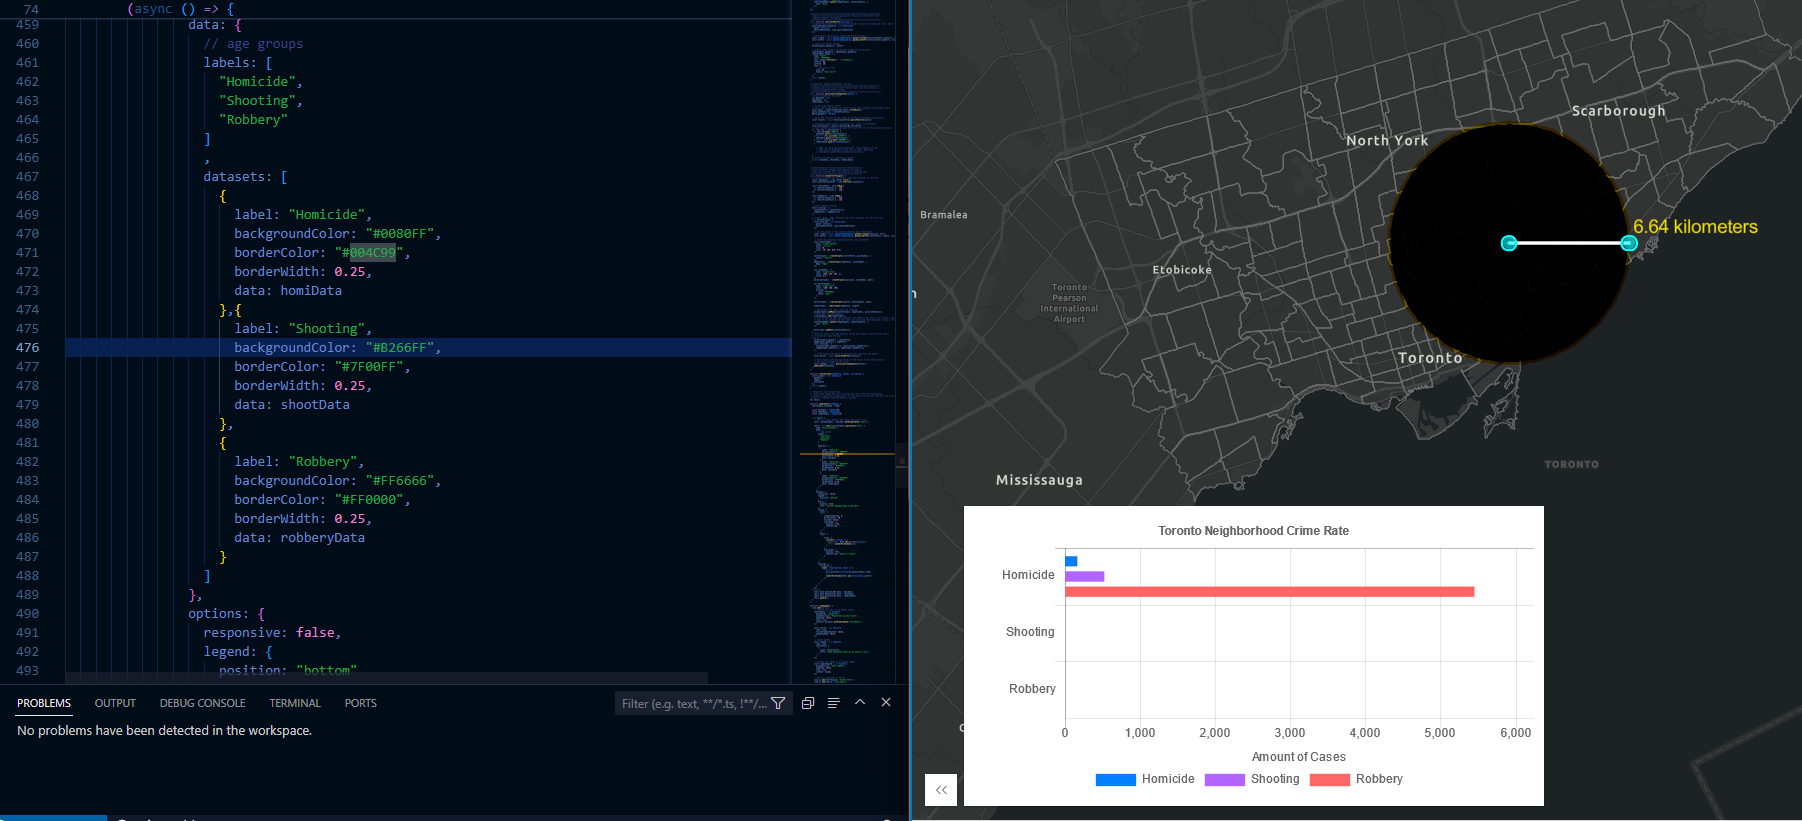 74 (async () => {
459 data: {
460 // age groups
461 labels: [
462 "Homicide",
463 "Shooting",
464 "Robbery"
465 ]
466 ,
467 datasets: [
468 {
469 label: "Homicide",
470 backgroundColor: "#0080FF",
471 borderColor: "#004C99",
472 borderWidth: 0.25,
473 data: homiData
474 },{
475 label: "Shooting",
476 backgroundColor: "#B266FF",
477 borderColor: "#7F00FF",
478 borderWidth: 0.25,
479 data: shootData
480 },
481 {
482 label: "Robbery",
483 backgroundColor: "#FF6666",
484 borderColor: "#FF0000",
485 borderWidth: 0.25,
486 data: robberyData
487 }
488 ]
489 },
490 options: {
491 responsive: false,
492 legend: {
493 position: "bottom"
PROBLEMS OUTPUT DEBUG CONSOLE TERMINAL PORTS
Filter (e.g. text, **/*.ts, !**/...
No problems have been detected in the workspace.
Scarborough
North York
Bramalea
6.64 kilometers
Etobicoke
Toronto
Pearson
International
Airport
Toronto
TORONTO
Mississauga
Toronto Neighborhood Crime Rate
Homicide
Shooting
Robbery
0 1,000 2,000 3,000 4,000 5,000 6,000
Amount of Cases
Homicide Shooting Robbery